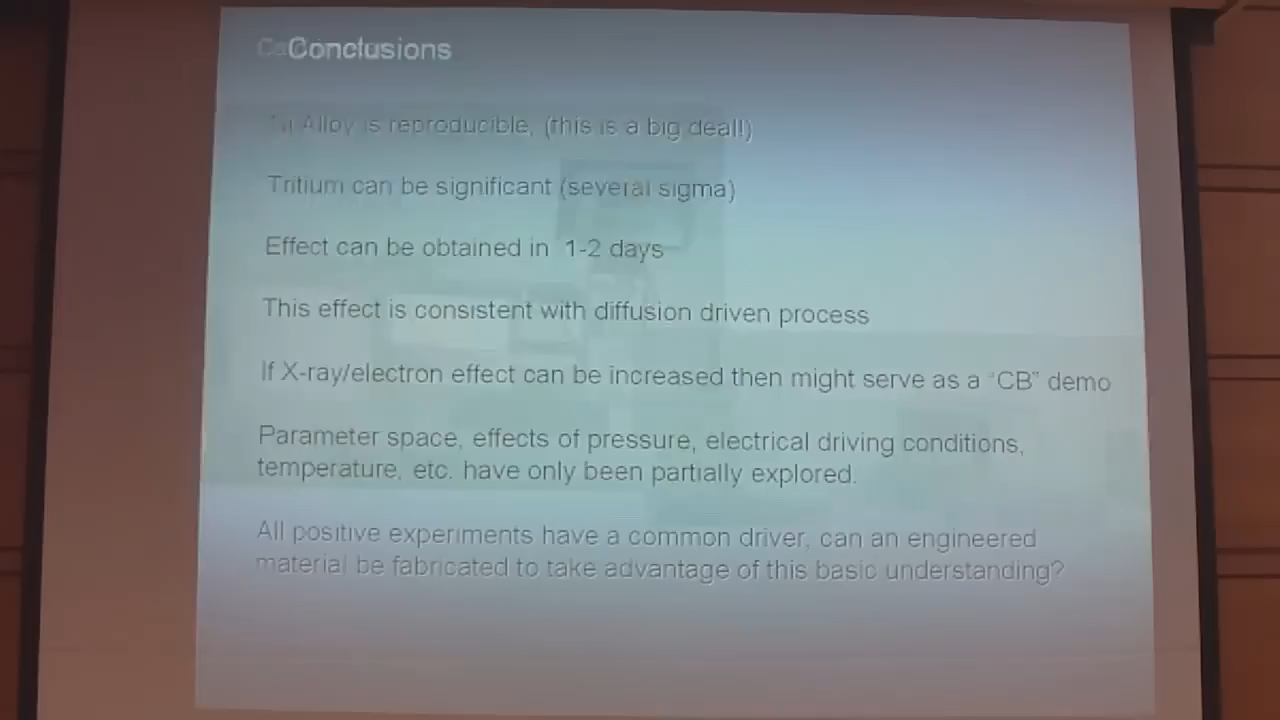 Conclusions
Alloy is reproducible, (this is a big deal!)
Tritium can be significant (several sigma)
Effect can be obtained in 1-2 days
This effect is consistent with diffusion driven process
If X-ray/electron effect can be increased then might serve as a "CB" demo
Parameter space, effects of pressure, electrical driving conditions,
temperature, etc. have only been partially explored.
All positive experiments have a common driver, can an engineered
material be fabricated to take advantage of this basic understanding?